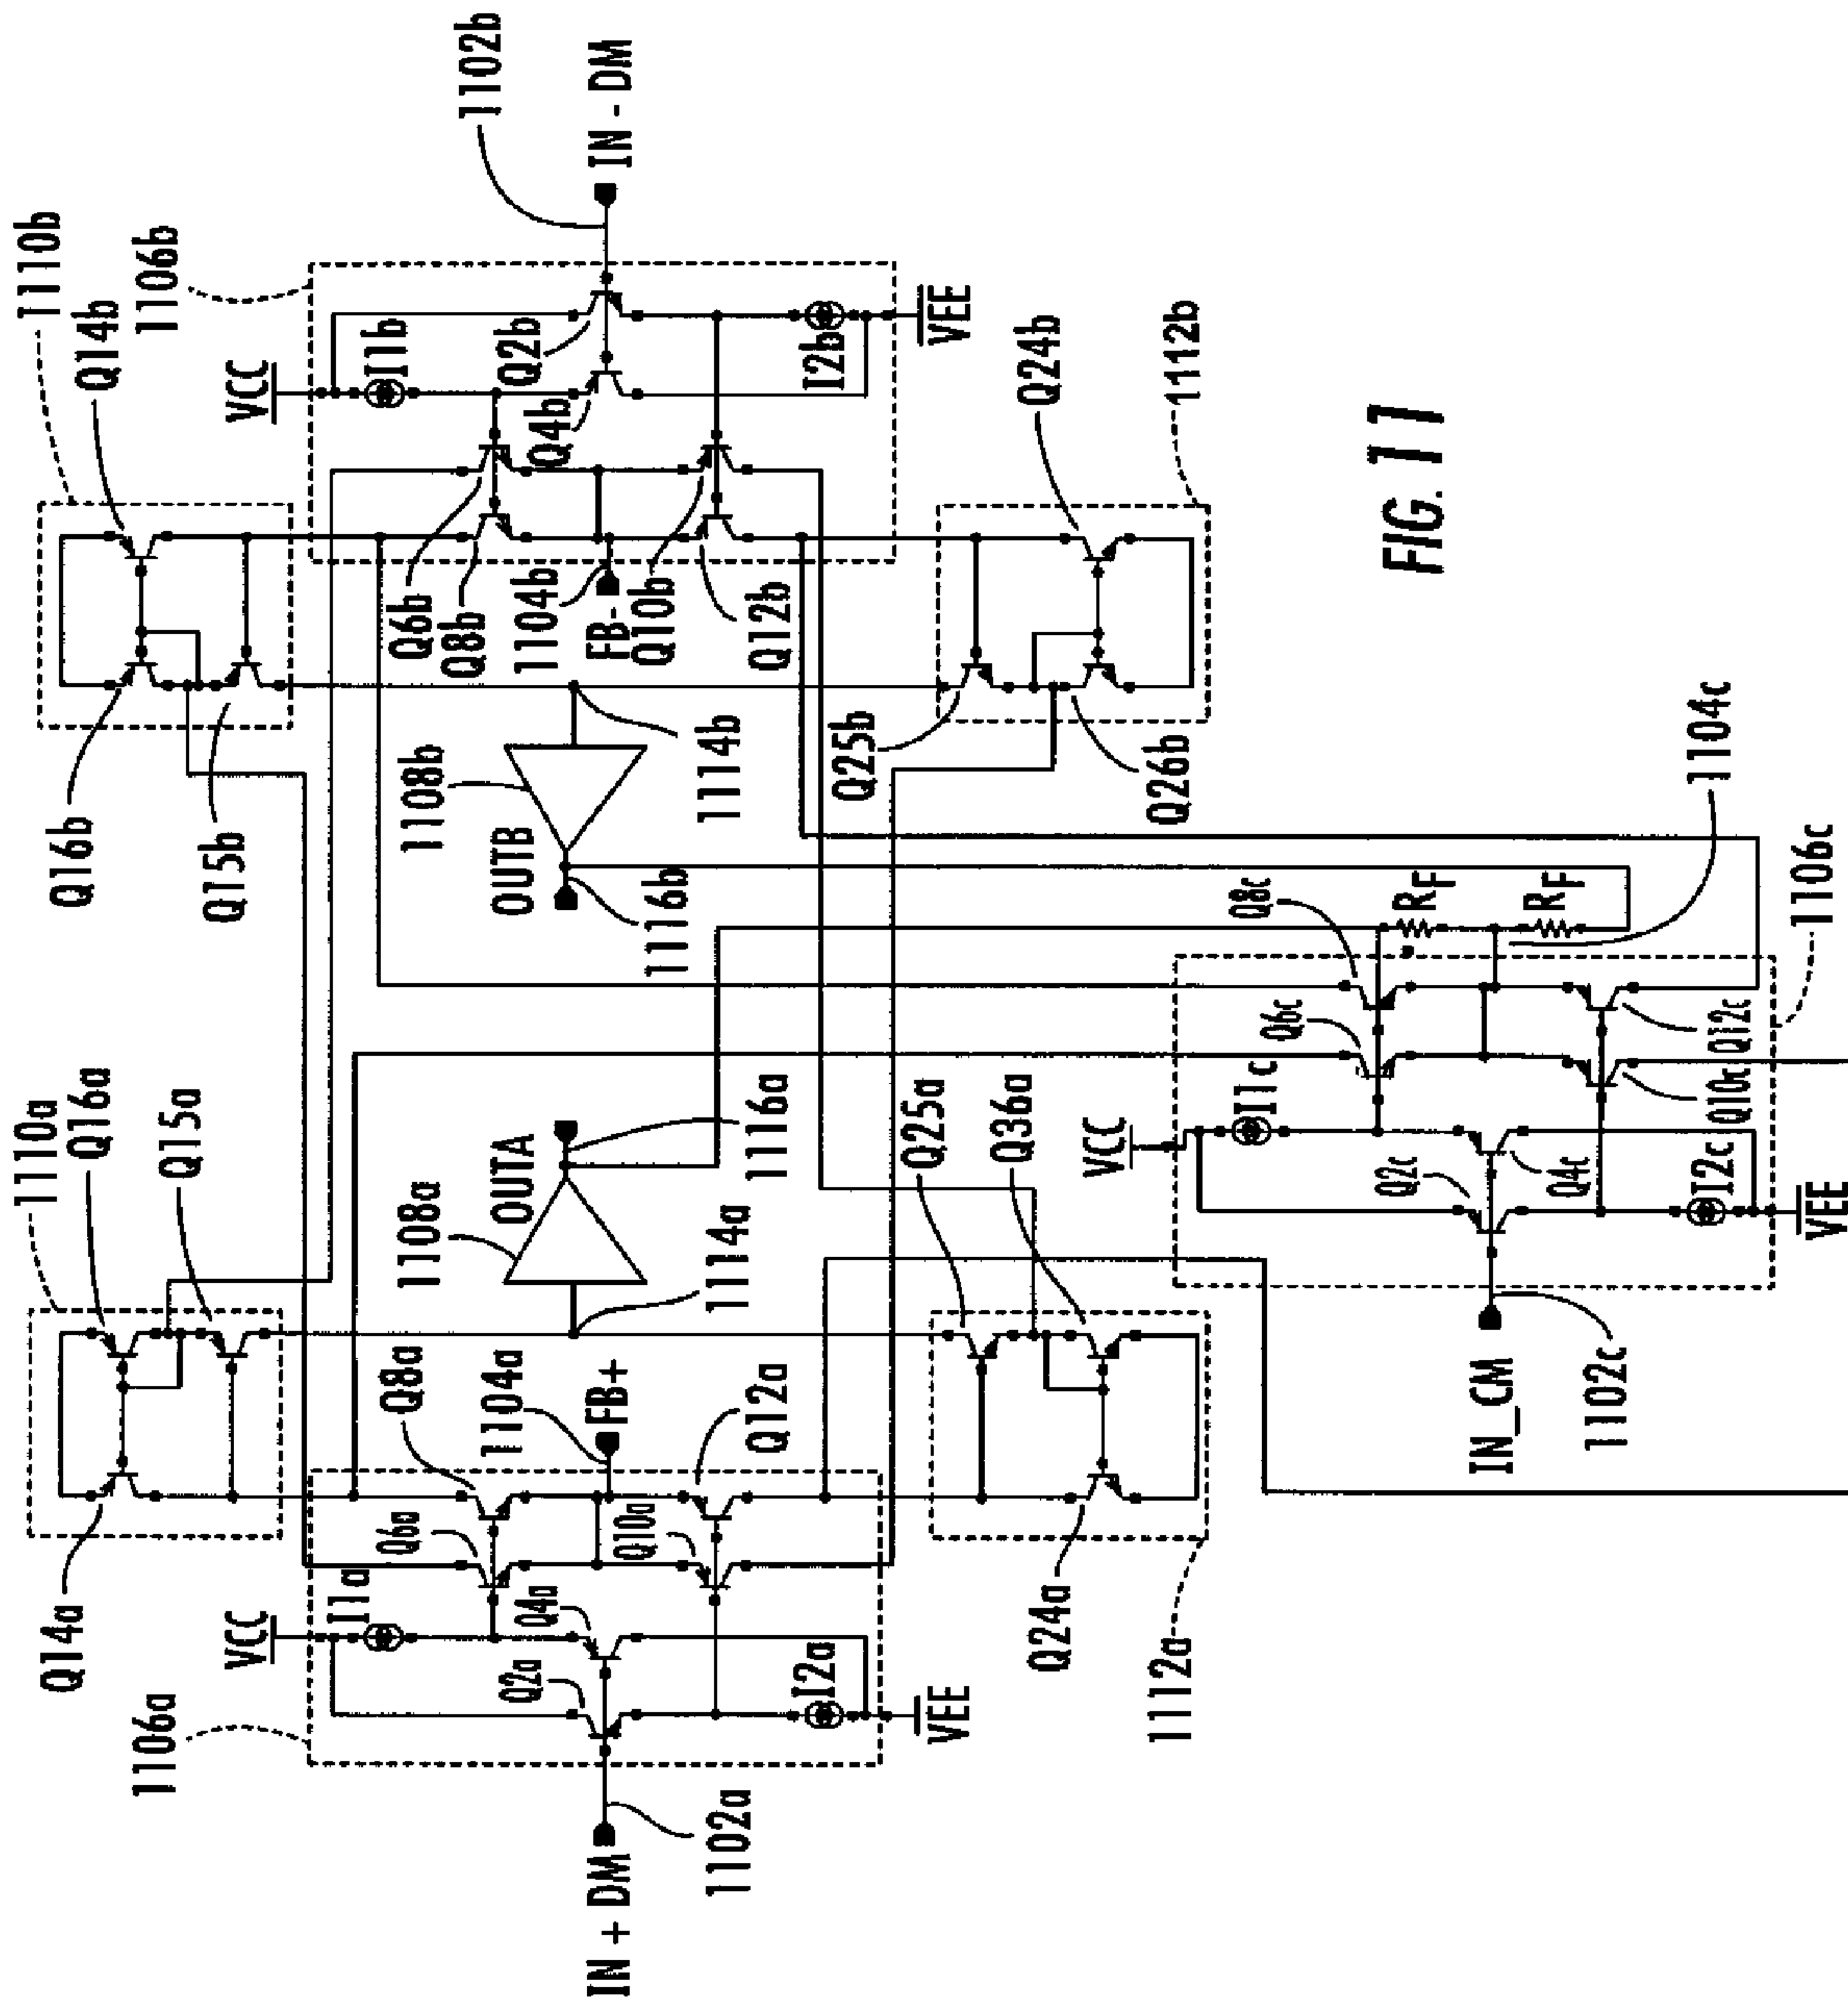 1110a
Q16a
Q15a
Q14a
1106a
VCC
I1a
Q2a
Q4a
Q6a
Q8a
Q10a
1104a
FB+
Q12a
I2a
VEE
IN + DM
1102a
1108a
OUTA
1116a
1114a
Q25a
Q36a
Q24a
1112a
1110b
Q14b
Q16b
Q15b
1106b
VCC
I1b
Q2b
Q4b
Q6b
Q8b
1104b
FB-
Q10b
Q12b
I2b
VEE
1102b
IN - DM
1108b
OUTB
1116b
1114b
Q25b
Q26b
Q24b
1112b
VCC
I1c
Q2c
Q4c
Q6c
Q8c
RF
RF
1104c
Q10c
Q12c
1106c
I2c
VEE
IN_CM
1102c
FIG. 11